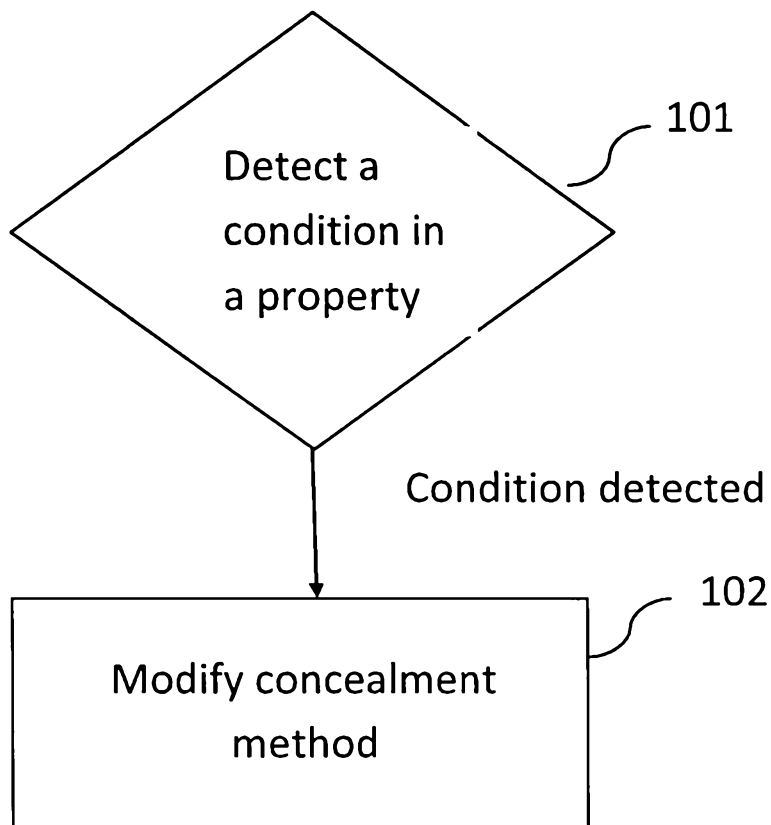 101
Detect a
condition in
a property
Condition detected
102
Modify concealment
method